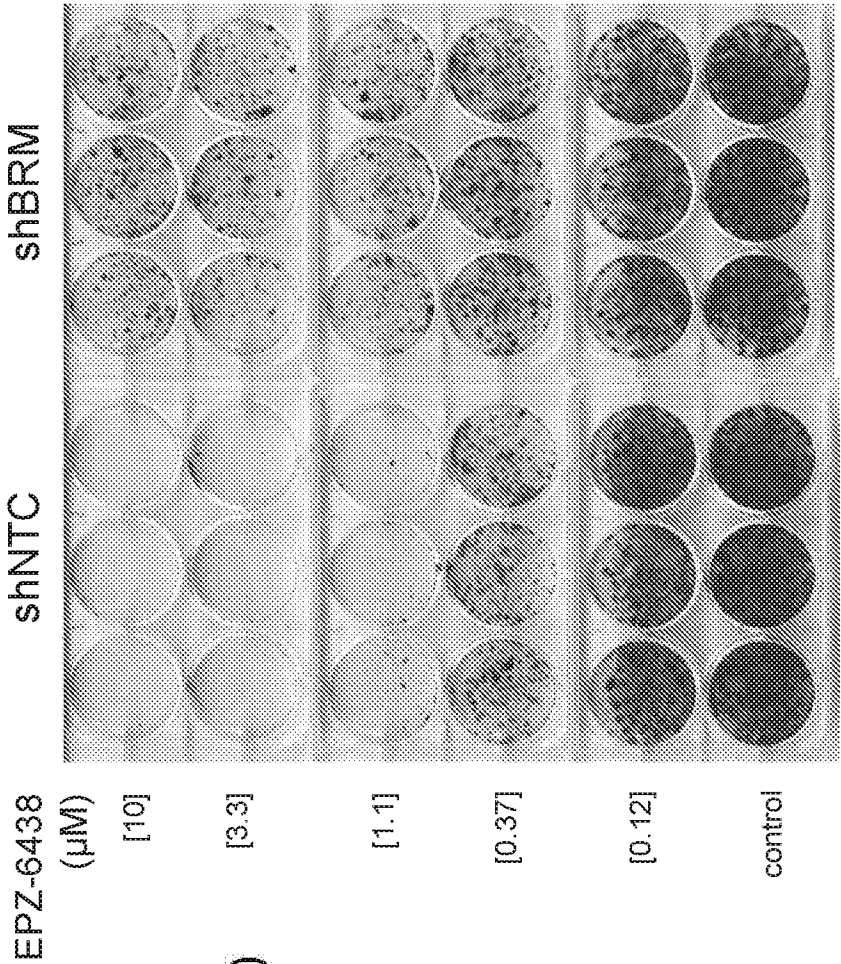 shNTC
shBRM
EPZ-6438
(µM)
[10]
[3.3]
[1.1]
[0.37]
[0.12]
control
)